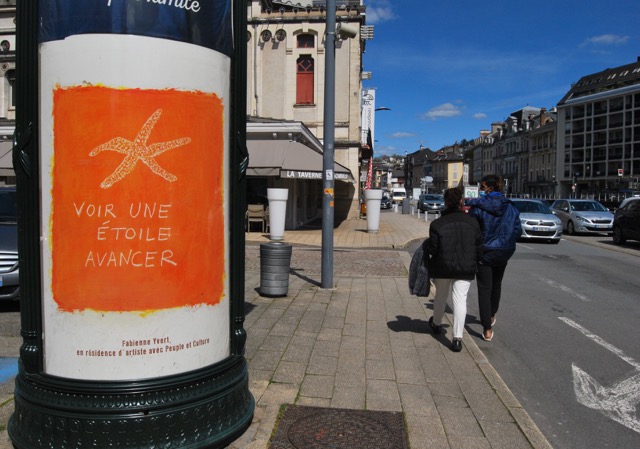 VOIR UNE
ÉTOILE
AVANCER
Fabienne Yvert,
en résidence d'artiste avec Peuple et Culture
LA TAVERNE